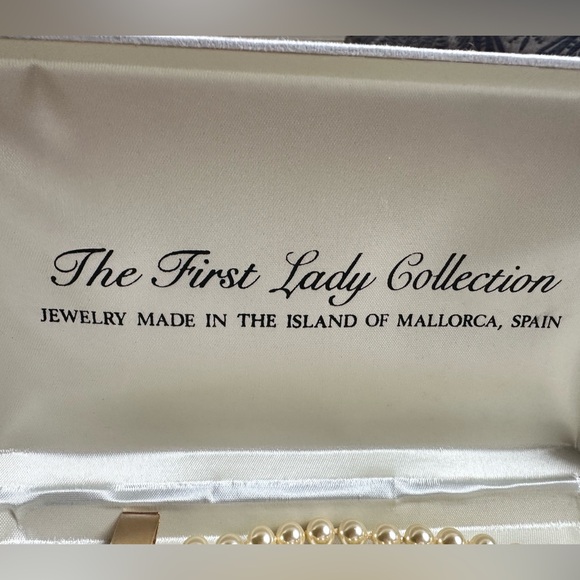 The First Lady Collection
JEWELRY MADE IN THE ISLAND OF MALLORCA, SPAIN